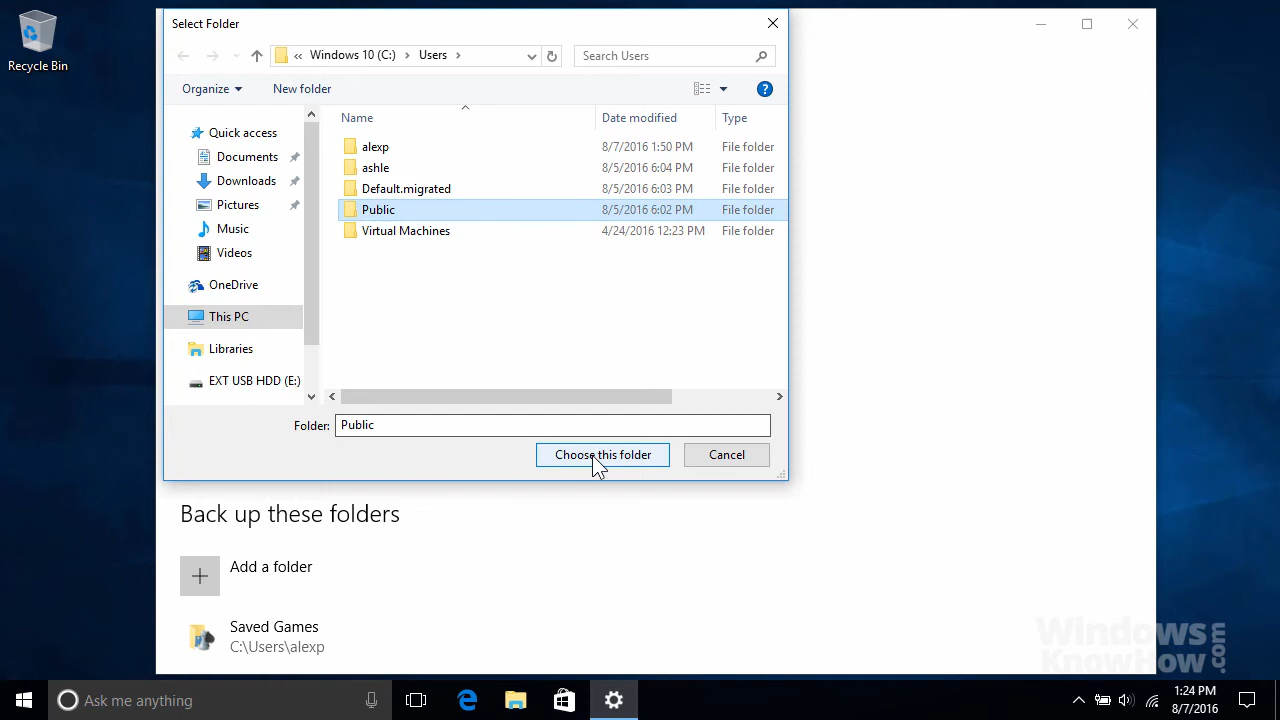 Recycle Bin
Select Folder
« Windows 10 (C:) > Users >
Search Users
Organize
New folder
?
Quick access
Documents
Downloads
Pictures
Music
Videos
OneDrive
This PC
Libraries
EXT USB HDD (E:)
Name Date modified Type
alexp 8/7/2016 1:50 PM File folder
ashle 8/5/2016 6:04 PM File folder
Default.migrated 8/5/2016 6:03 PM File folder
Public 8/5/2016 6:02 PM File folder
Virtual Machines 4/24/2016 12:23 PM File folder
Folder: Public
Choose this folder
Cancel
Back up these folders
Add a folder
Saved Games
C:\Users\alexp
Windows
KnowHow.com
Ask me anything
1:24 PM
8/7/2016